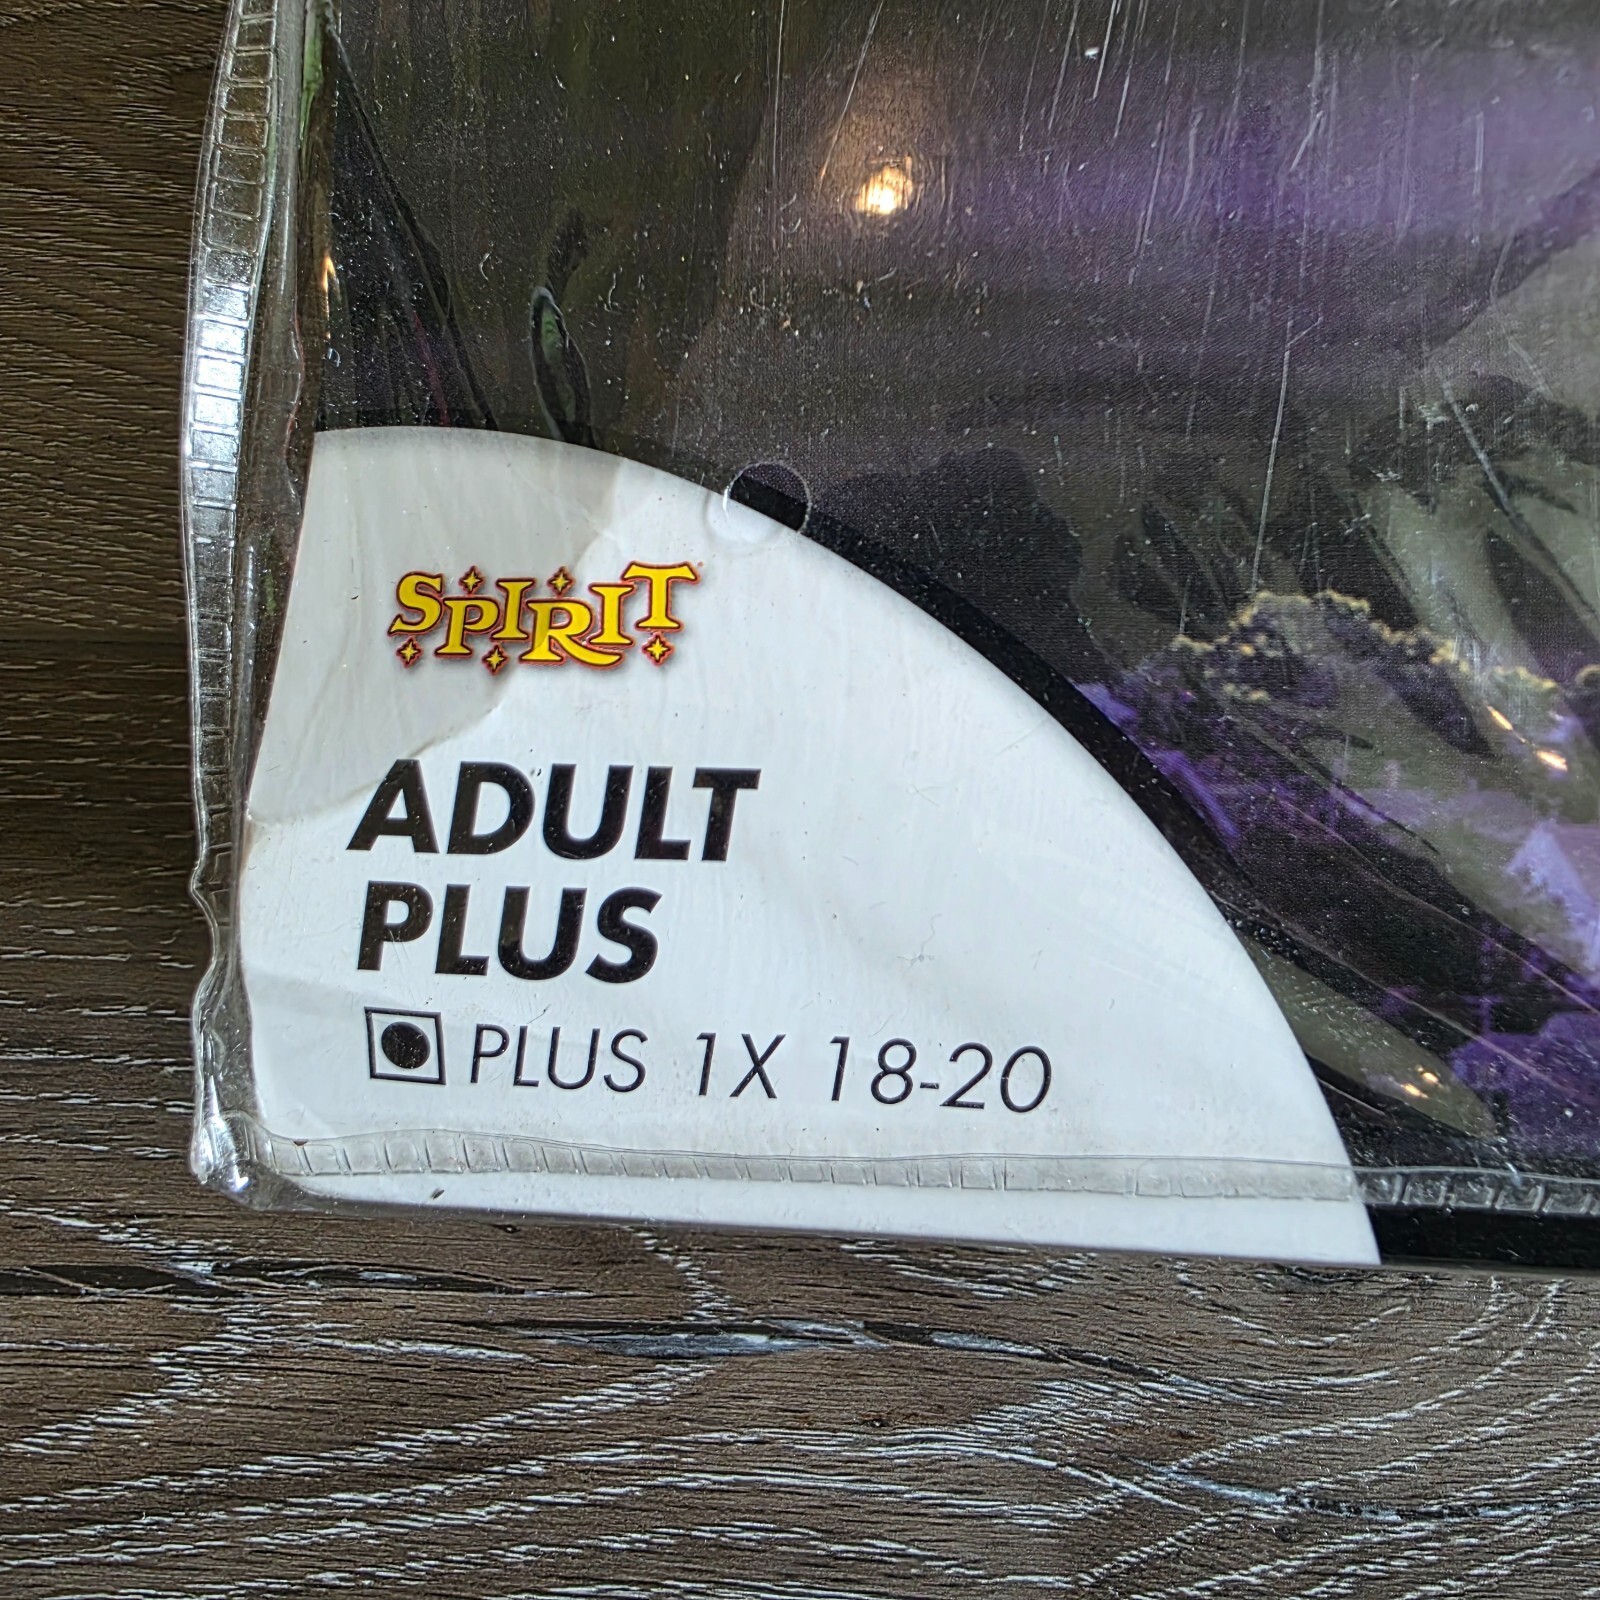 SPIRIT
ADULT
PLUS
PLUS 1X 18-20